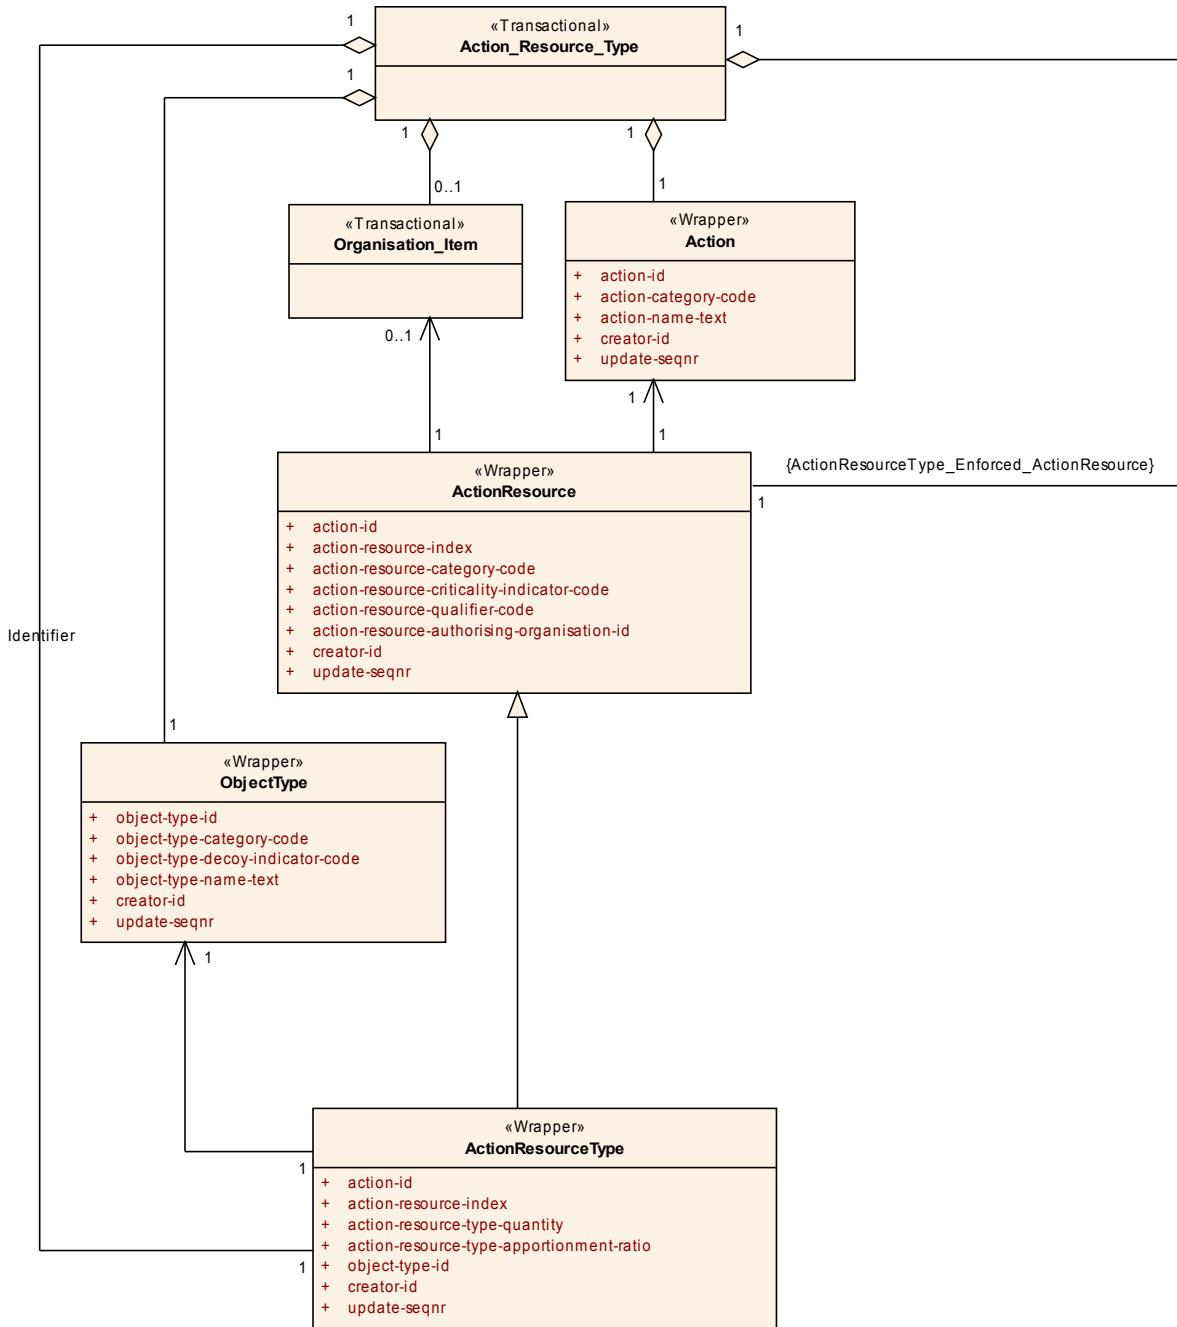 1
«Transactional»
Action_Resource_Type
1
1
1
1
0..1
1
«Transactional»
Organisation_Item
«Wrapper»
Action
+ action-id
+ action-category-code
+ action-name-text
+ creator-id
+ update-seqnr
0..1
1
1
1
«Wrapper»
ActionResource
{ActionResourceType_Enforced_ActionResource}
1
+ action-id
+ action-resource-index
+ action-resource-category-code
+ action-resource-criticality-indicator-code
+ action-resource-qualifier-code
+ action-resource-authorising-organisation-id
+ creator-id
+ update-seqnr
Identifier
1
«Wrapper»
ObjectType
+ object-type-id
+ object-type-category-code
+ object-type-decoy-indicator-code
+ object-type-name-text
+ creator-id
+ update-seqnr
1
«Wrapper»
ActionResourceType
1
+ action-id
+ action-resource-index
+ action-resource-type-quantity
+ action-resource-type-apportionment-ratio
+ object-type-id
+ creator-id
+ update-seqnr
1